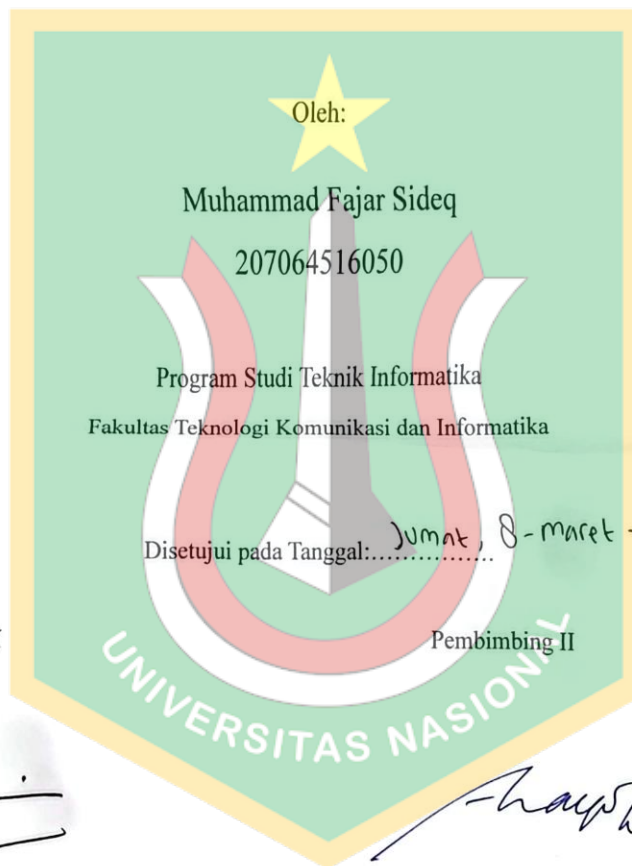 Oleh:
Muhammad Fajar Sideq
207064516050
Program Studi Teknik Informatika
Fakultas Teknologi Komunikasi dan Informatika
Disetujui pada Tanggal:................. Jumat, 8-maret-
Pembimbing II
UNIVERSITAS NASIONAL